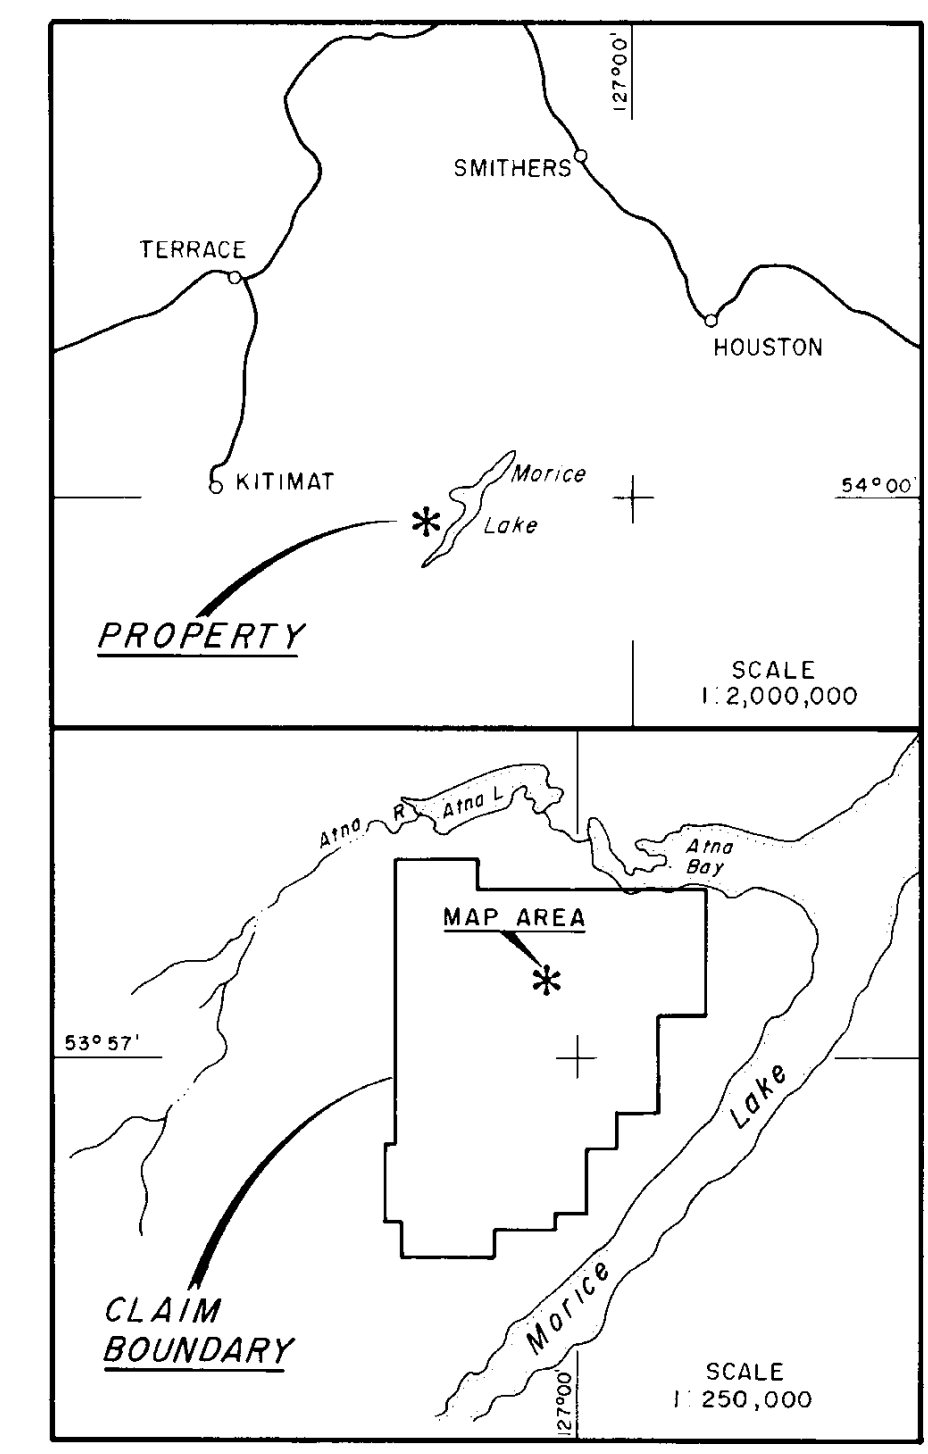 127°00'
SMITHERS
TERRACE
HOUSTON
KITIMAT
Morice
Lake
54°00'
PROPERTY
SCALE
1:2,000,000
Atna R
Atna L
Atna
Bay
MAP AREA
53°57'
Morice Lake
CLAIM
BOUNDARY
127°00'
SCALE
1:250,000